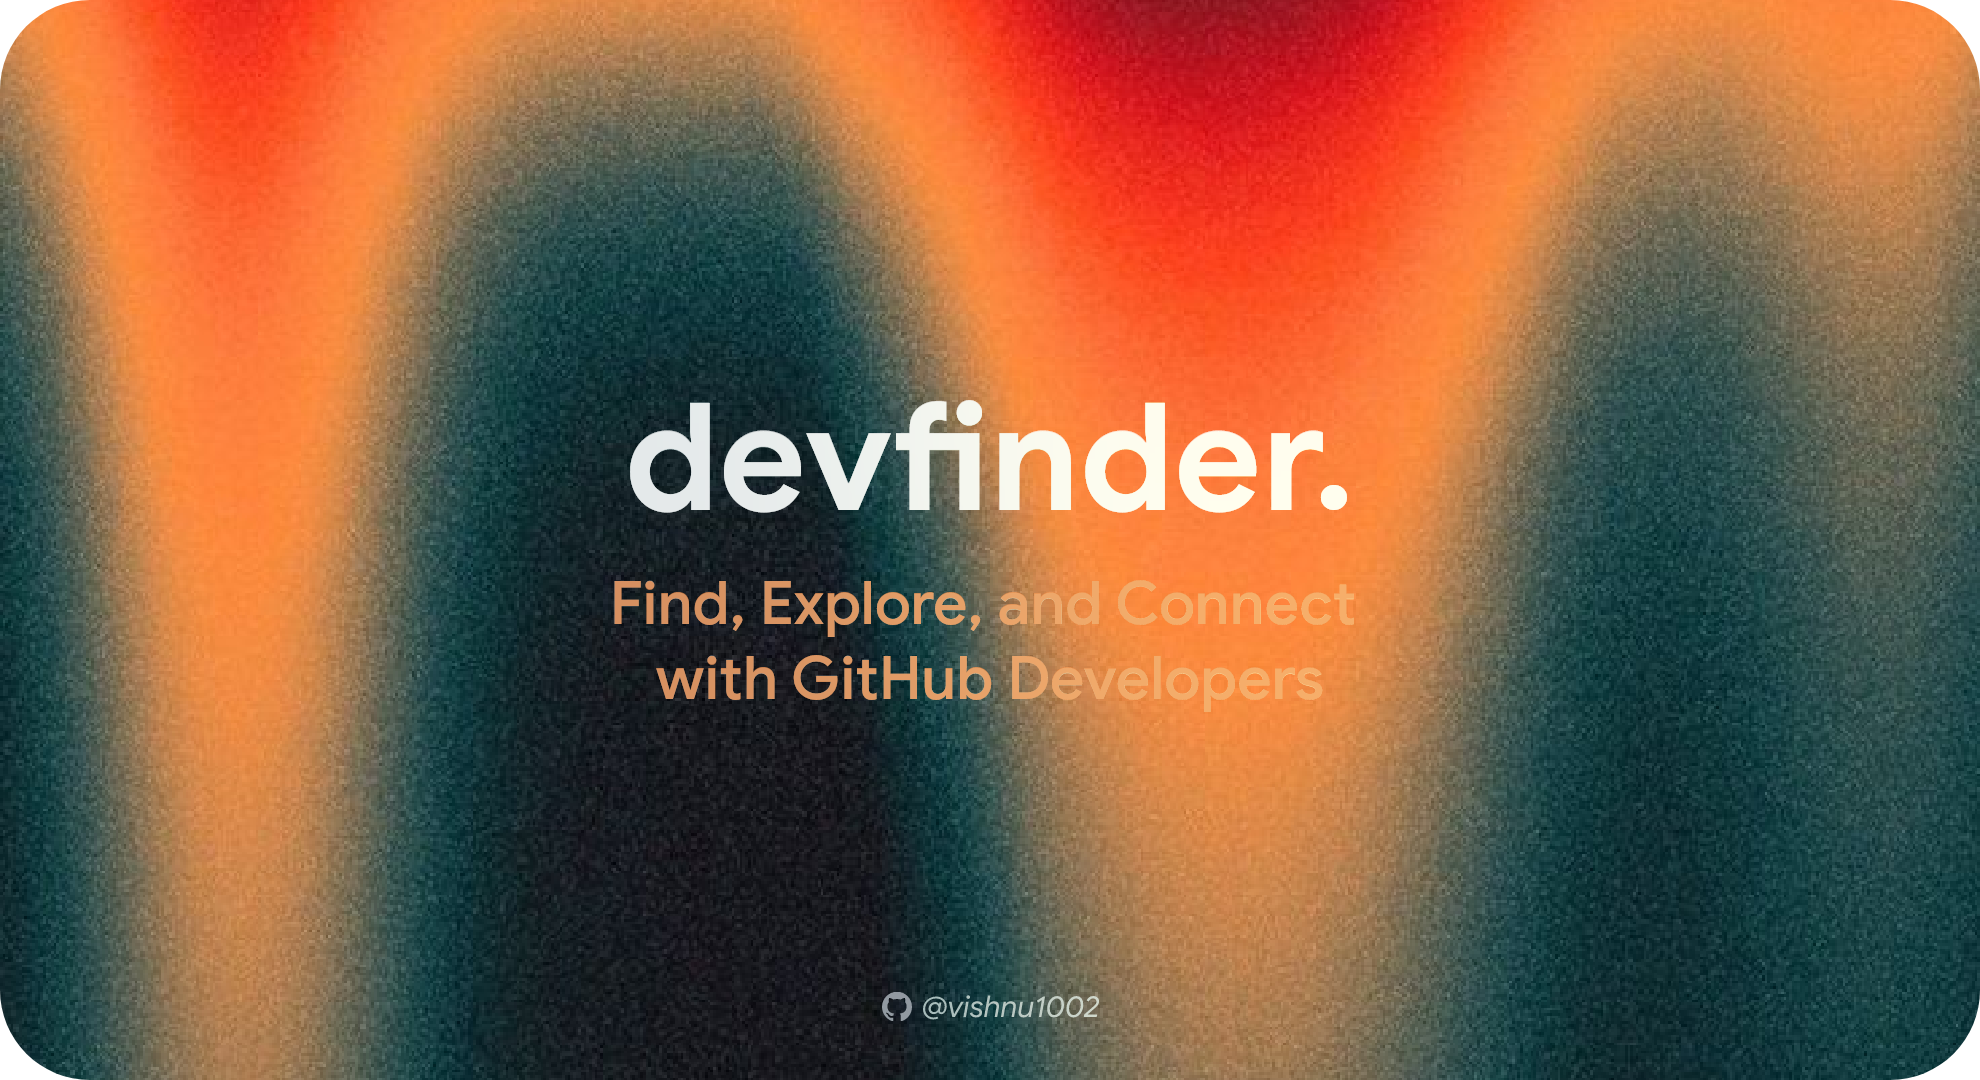 devfinder.
Find, Explore, and Connect
with GitHub Developers
@vishnu1002